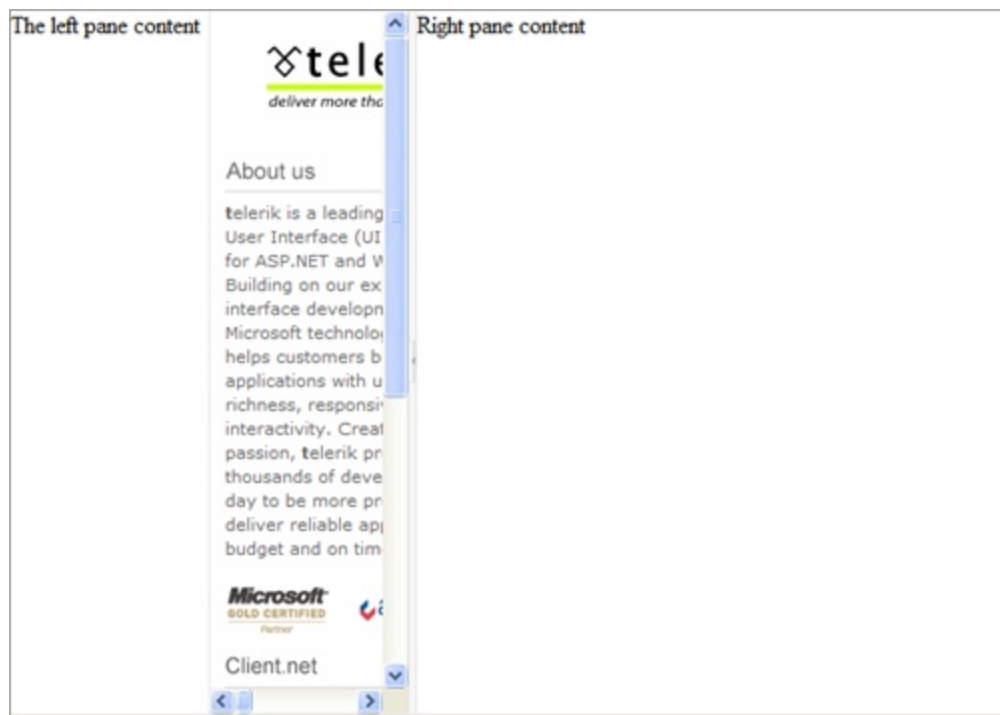 The left pane content
tele
deliver more tha
About us
telerik is a leading
User Interface (UI
for ASP.NET and
Building on our ex
interface develop
Microsoft technolo
helps customers b
applications with u
richness, responsi
interactivity. Creat
passion, telerik pr
thousands of deve
day to be more pr
deliver reliable app
budget and on tim
Microsoft
GOLD CERTIFIED
Partner
Client.net
Right pane content